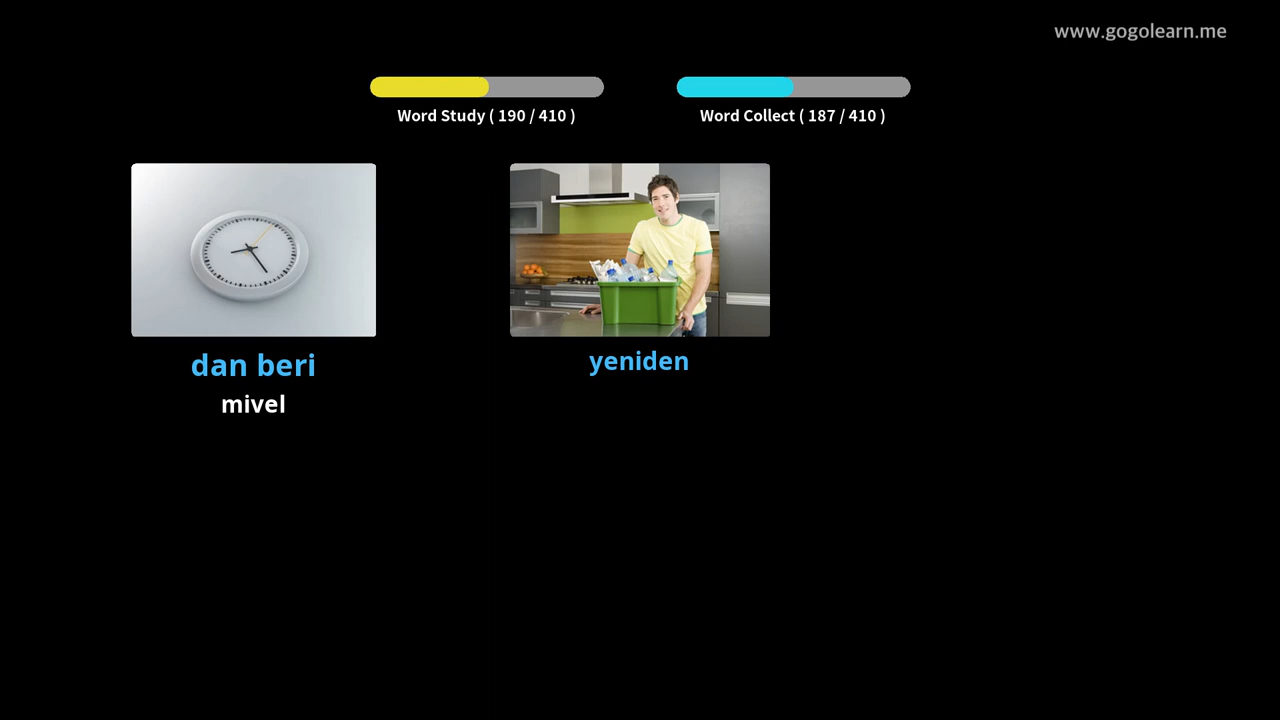 www.gogolearn.me
Word Study ( 190 / 410 )
Word Collect ( 187 / 410 )
dan beri
mivel
yeniden